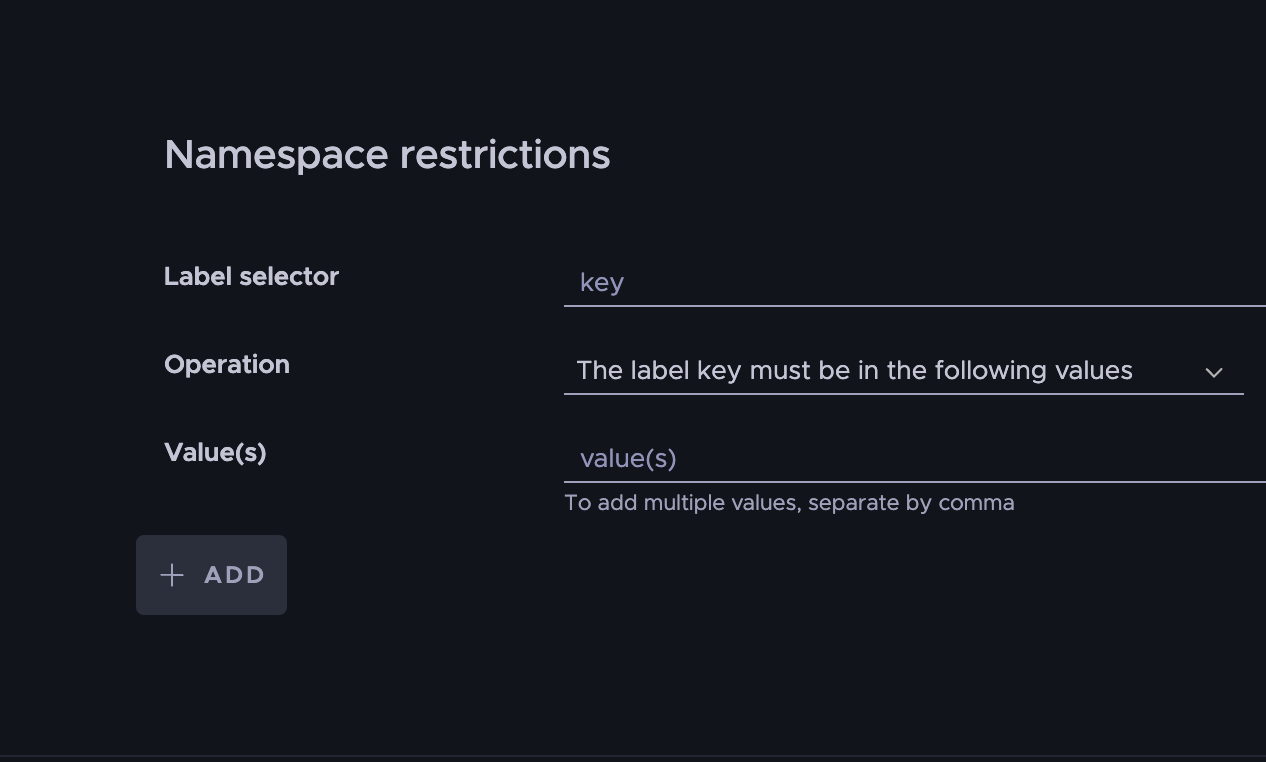 Namespace restrictions
Label selector
key
Operation
The label key must be in the following values
Value(s)
value(s)
To add multiple values, separate by comma
ADD